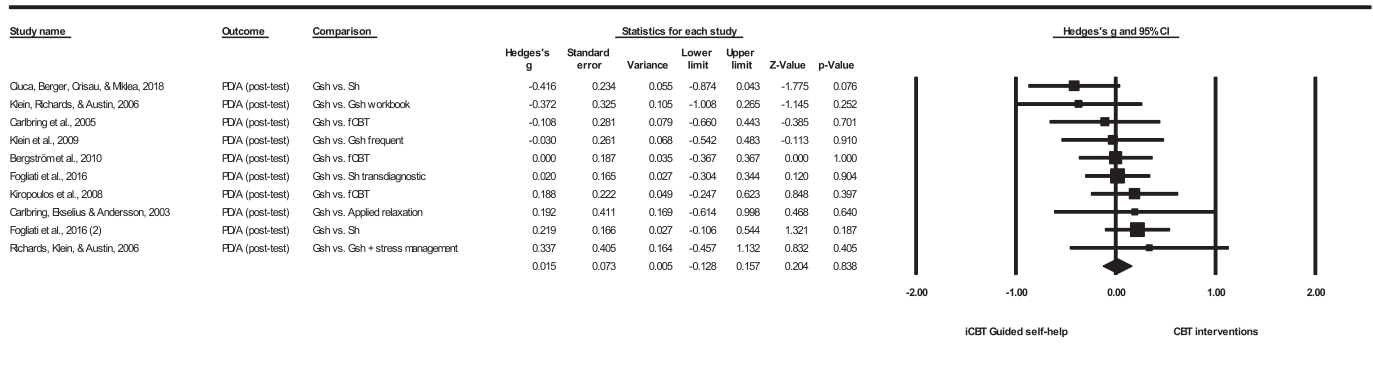 Study name Outcome Comparison Statistics for each study Hedges's g and 95% CI
Hedges's Standard Lower Upper
g error Variance limit limit Z-Value p-Value
Ciuca, Berger, Crisau, & Miklea, 2018 PD/A (post-test) Gsh vs. Sh -0.416 0.234 0.055 -0.874 0.043 -1.775 0.076
Klein, Richards, & Austin, 2006 PD/A (post-test) Gsh vs. Gsh workbook -0.372 0.325 0.105 -1.008 0.265 -1.145 0.252
Carlbring et al., 2005 PD/A (post-test) Gsh vs. fCBT -0.108 0.281 0.079 -0.660 0.443 -0.385 0.701
Klein et al., 2009 PD/A (post-test) Gsh vs. Gsh frequent -0.030 0.261 0.068 -0.542 0.483 -0.113 0.910
Bergström et al., 2010 PD/A (post-test) Gsh vs. fCBT 0.000 0.187 0.035 -0.367 0.367 0.000 1.000
Fogliati et al., 2016 PD/A (post-test) Gsh vs. Sh transdiagnostic 0.020 0.165 0.027 -0.304 0.344 0.120 0.904
Kiropoulos et al., 2008 PD/A (post-test) Gsh vs. fCBT 0.188 0.222 0.049 -0.247 0.623 0.848 0.397
Carlbring, Ekselius & Andersson, 2003 PD/A (post-test) Gsh vs. Applied relaxation 0.192 0.411 0.169 -0.614 0.998 0.468 0.640
Fogliati et al., 2016 (2) PD/A (post-test) Gsh vs. Sh 0.219 0.166 0.027 -0.106 0.544 1.321 0.187
Richards, Klein, & Austin, 2006 PD/A (post-test) Gsh vs. Gsh + stress management 0.337 0.405 0.164 -0.457 1.132 0.832 0.405
0.015 0.073 0.005 -0.128 0.157 0.204 0.838
-2.00 -1.00 0.00 1.00 2.00
iCBT Guided self-help CBT interventions